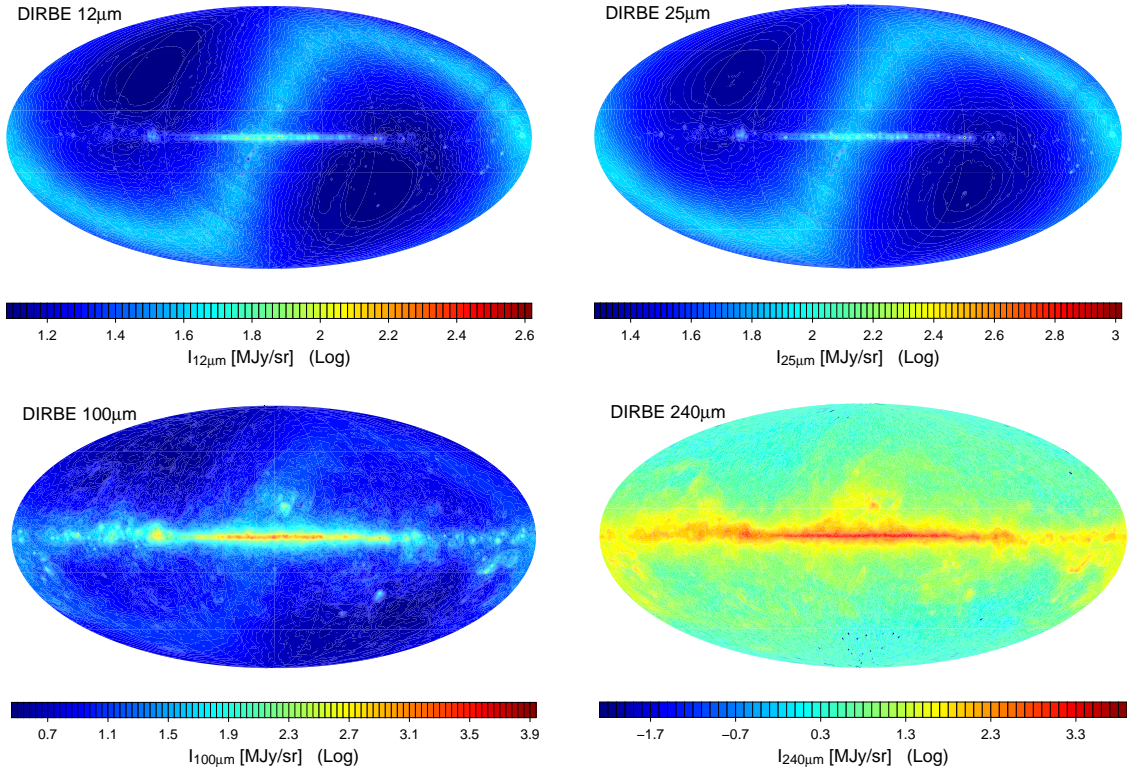 DIRBE 12μm
DIRBE 25μm
1.2 1.4 1.6 1.8 2 2.2 2.4 2.6
1.4 1.6 1.8 2 2.2 2.4 2.6 2.8 3
I12μm [MJy/sr] (Log)
I25μm [MJy/sr] (Log)
DIRBE 100μm
DIRBE 240μm
0.7 1.1 1.5 1.9 2.3 2.7 3.1 3.5 3.9
−1.7 −0.7 0.3 1.3 2.3 3.3
I100μm [MJy/sr] (Log)
I240μm [MJy/sr] (Log)